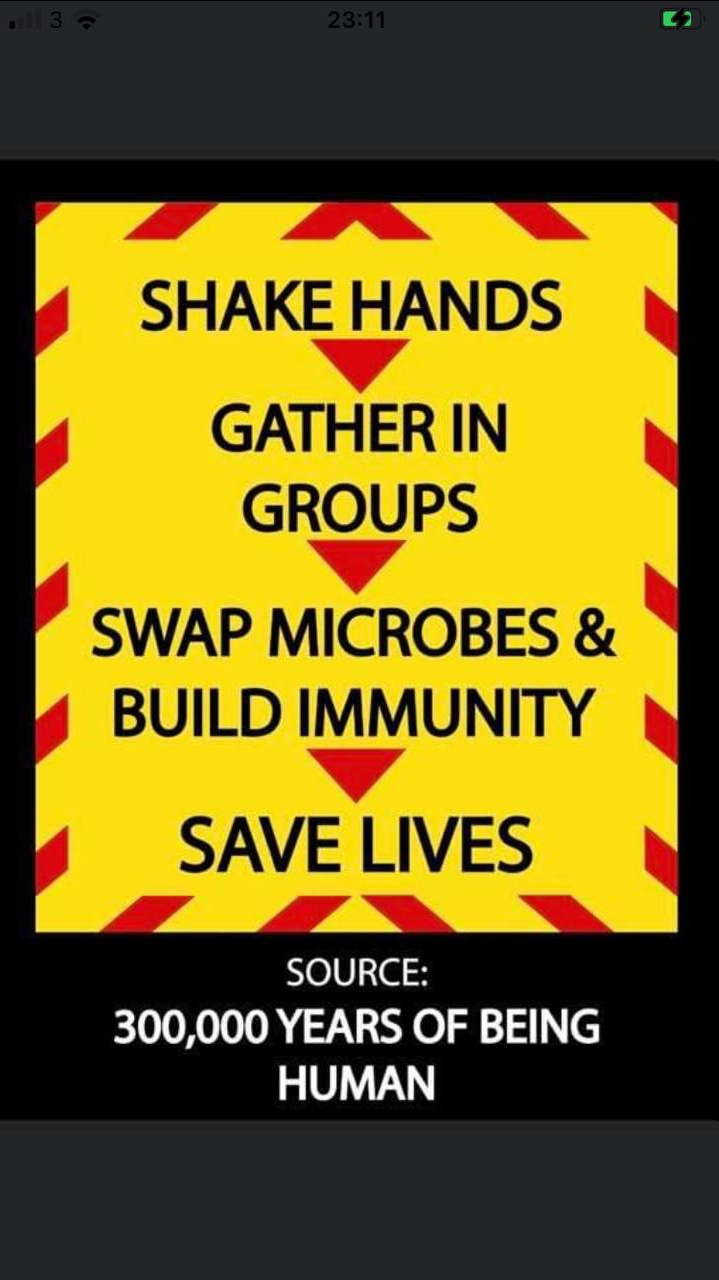 3 23:11
SHAKE HANDS
GATHER IN
GROUPS
SWAP MICROBES &
BUILD IMMUNITY
SAVE LIVES
SOURCE:
300,000 YEARS OF BEING
HUMAN